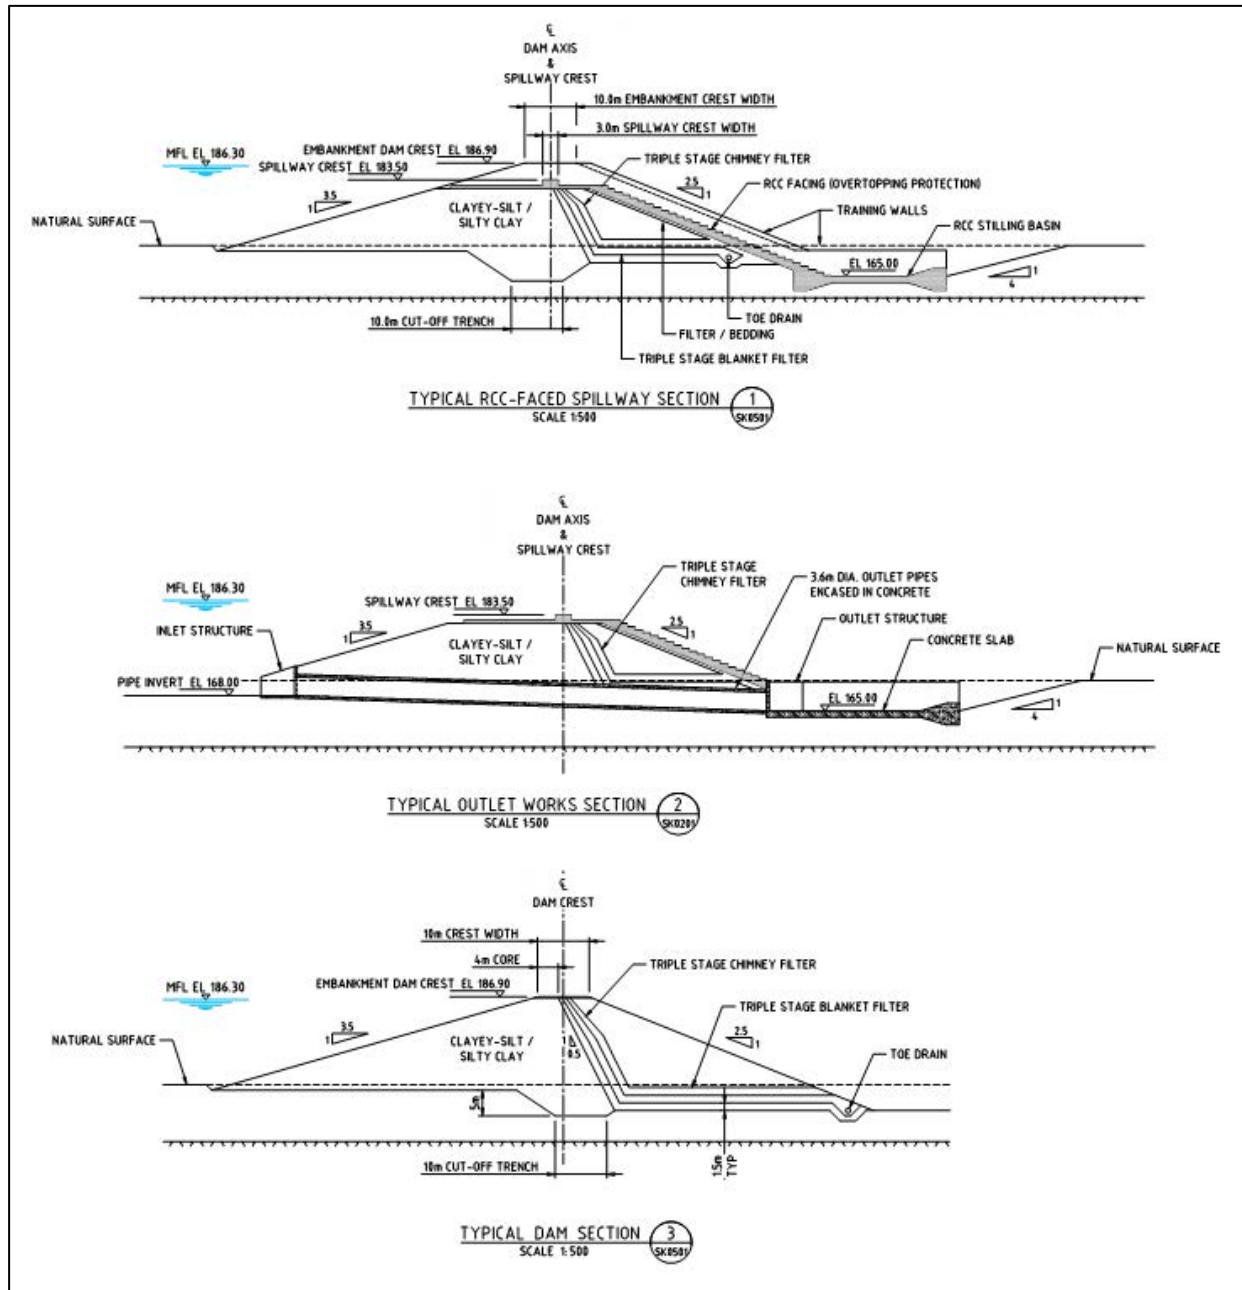 ℄
DAM AXIS
&
SPILLWAY CREST
10.0m EMBANKMENT CREST WIDTH
3.0m SPILLWAY CREST WIDTH
MFL EL 186.30
EMBANKMENT DAM CREST EL 186.90
SPILLWAY CREST EL 183.50
TRIPLE STAGE CHIMNEY FILTER
2.5
1
RCC FACING (OVERTOPPING PROTECTION)
3.5
1
CLAYEY-SILT /
SILTY CLAY
TRAINING WALLS
NATURAL SURFACE
RCC STILLING BASIN
EL 165.00
1
4
10.0m CUT-OFF TRENCH
TOE DRAIN
FILTER / BEDDING
TRIPLE STAGE BLANKET FILTER
TYPICAL RCC-FACED SPILLWAY SECTION
SCALE 1:500
1
SK0501
℄
DAM AXIS
&
SPILLWAY CREST
TRIPLE STAGE
CHIMNEY FILTER
3.6m DIA. OUTLET PIPES
ENCASED IN CONCRETE
MFL EL 186.30
SPILLWAY CREST EL 183.50
OUTLET STRUCTURE
INLET STRUCTURE
3.5
1
2.5
1
CONCRETE SLAB
CLAYEY-SILT /
SILTY CLAY
NATURAL SURFACE
PIPE INVERT EL 168.00
EL 165.00
1
4
TYPICAL OUTLET WORKS SECTION
SCALE 1:500
2
SK0201
℄
DAM CREST
10m CREST WIDTH
4m CORE
TRIPLE STAGE CHIMNEY FILTER
MFL EL 186.30
EMBANKMENT DAM CREST EL 186.90
TRIPLE STAGE BLANKET FILTER
3.5
1
2.5
1
NATURAL SURFACE
CLAYEY-SILT /
SILTY CLAY
1
0.5
TOE DRAIN
5m
1.5m
TYP
10m CUT-OFF TRENCH
TYPICAL DAM SECTION
SCALE 1:500
3
SK0501